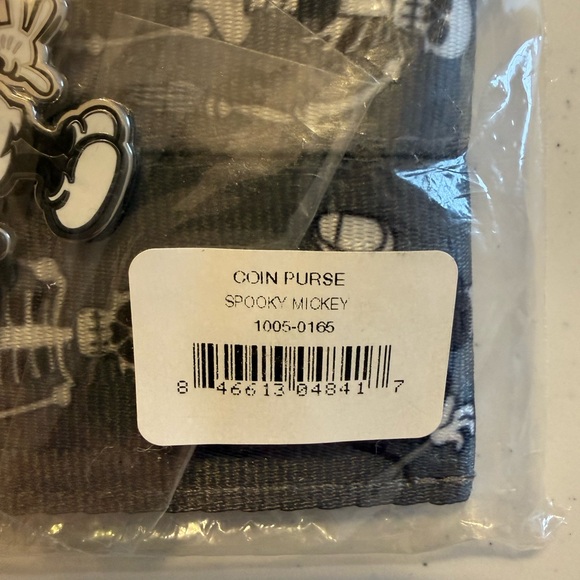 COIN PURSE
SPOOKY MICKEY
1005-0165
8 46613 04841 7